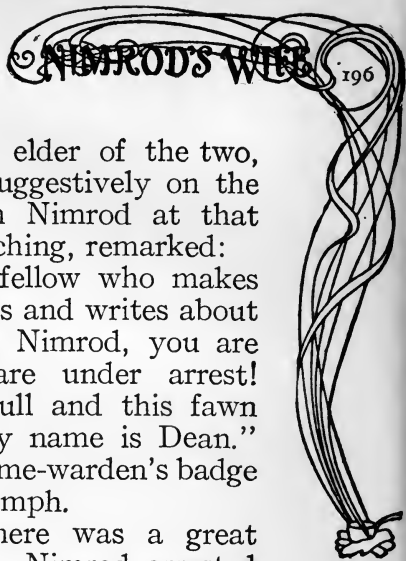 NIMROD'S WIFE
196
elder of the two,
uggestively on the
Nimrod at that
ching, remarked:
fellow who makes
s and writes about
Nimrod, you are
are under arrest!
ull and this fawn
y name is Dean."
me-warden's badge
mph.
here was a great